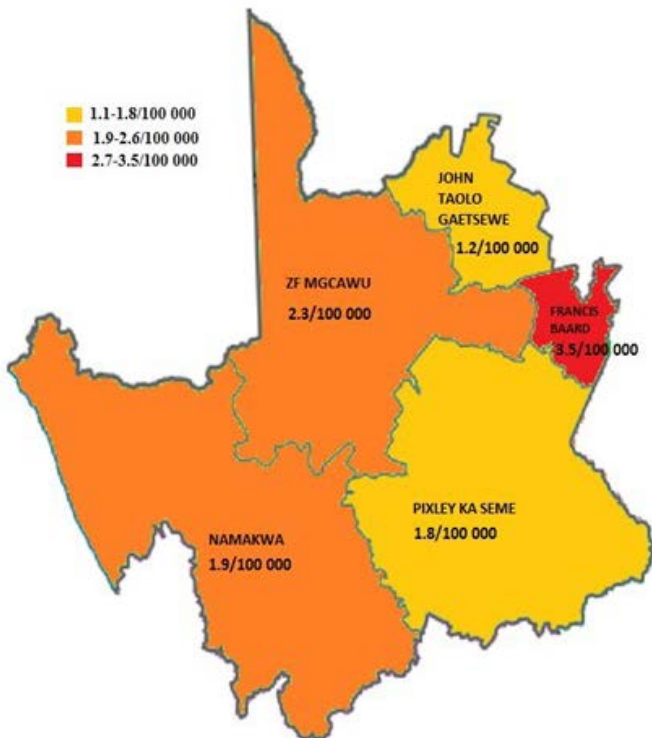 1.1-1.8/100 000
1.9-2.6/100 000
2.7-3.5/100 000
JOHN
TAOLO
GAETSEWE
1.2/100 000
ZF MGCAWU
2.3/100 000
FRANCIS
BAARD
3.5/100 000
PIXLEY KA SEME
1.8/100 000
NAMAKWA
1.9/100 000